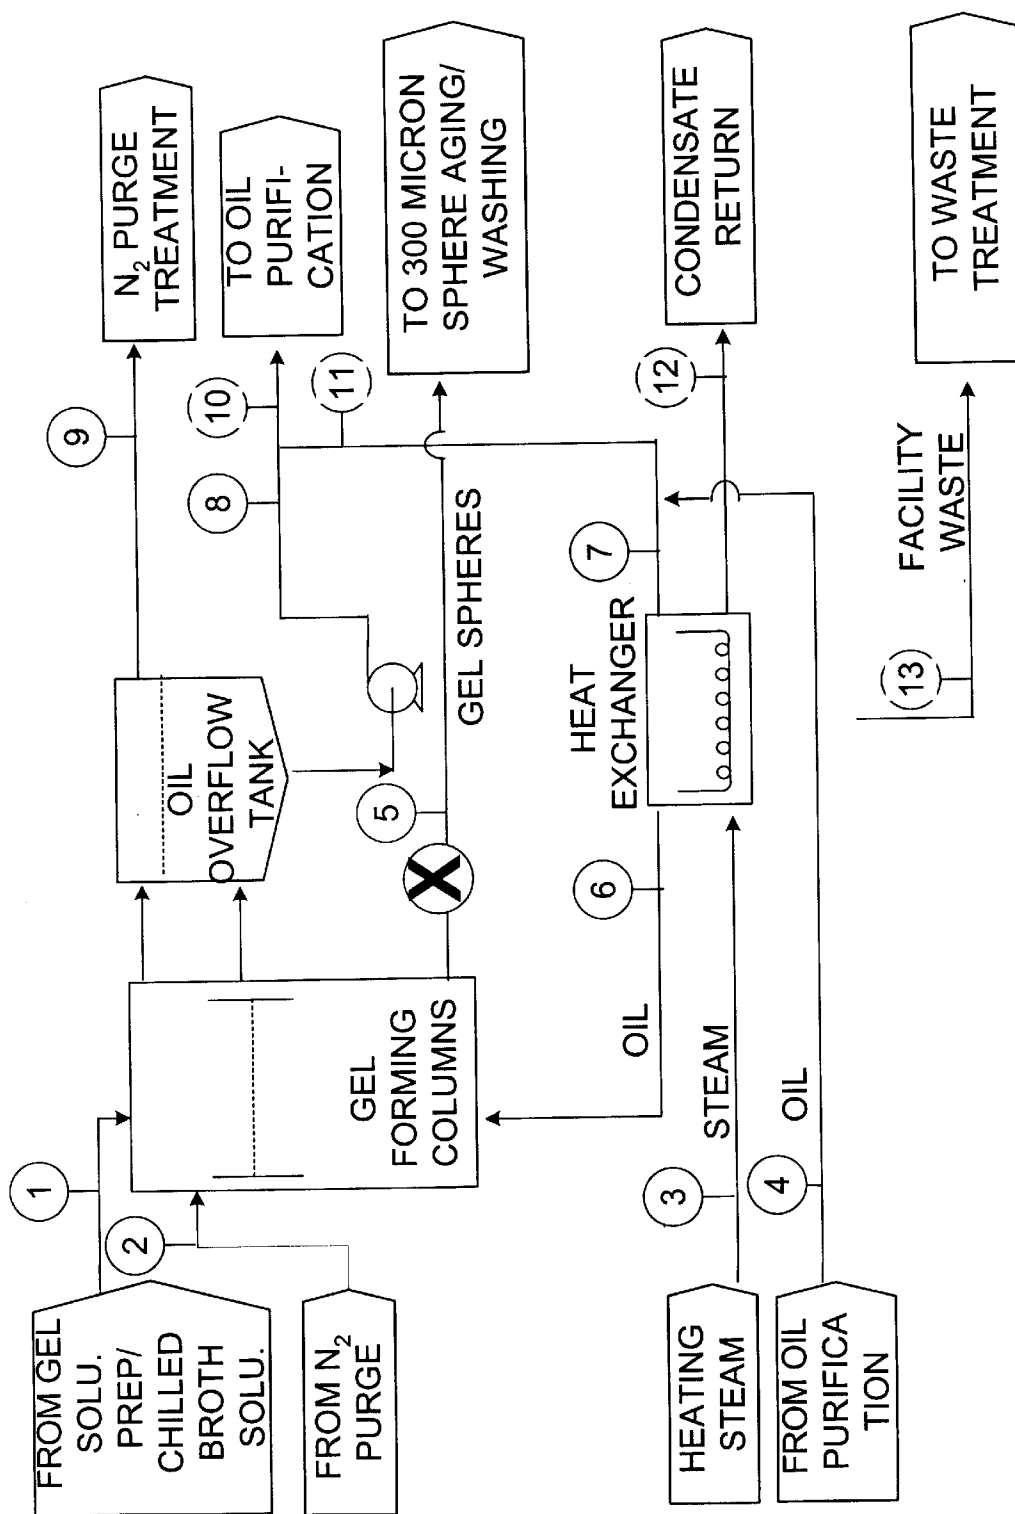 FROM GEL
SOLU.
PREP/
CHILLED
BROTH
SOLU.
1
FROM N2
PURGE
2
GEL
FORMING
COLUMNS
OIL
OVERFLOW
TANK
9
N2 PURGE
TREATMENT
8
10
TO OIL
PURIFI-
CATION
11
5
GEL SPHERES
TO 300 MICRON
SPHERE AGING/
WASHING
OIL
6
HEAT
EXCHANGER
7
HEATING
STEAM
3
STEAM
12
CONDENSATE
RETURN
FROM OIL
PURIFICA
TION
4
OIL
13
FACILITY
WASTE
TO WASTE
TREATMENT